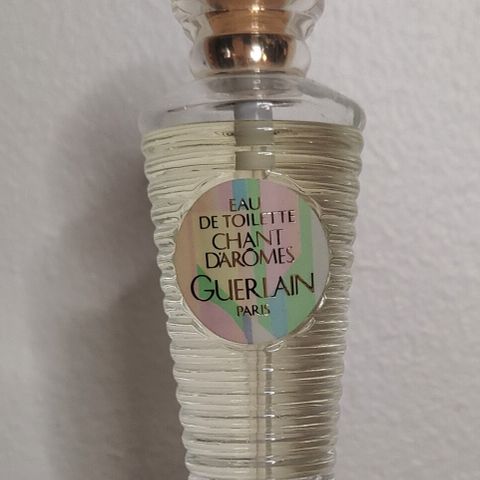 EAU
DE TOILETTE
CHANT
D'ARÔMES
GUERLAIN
PARIS